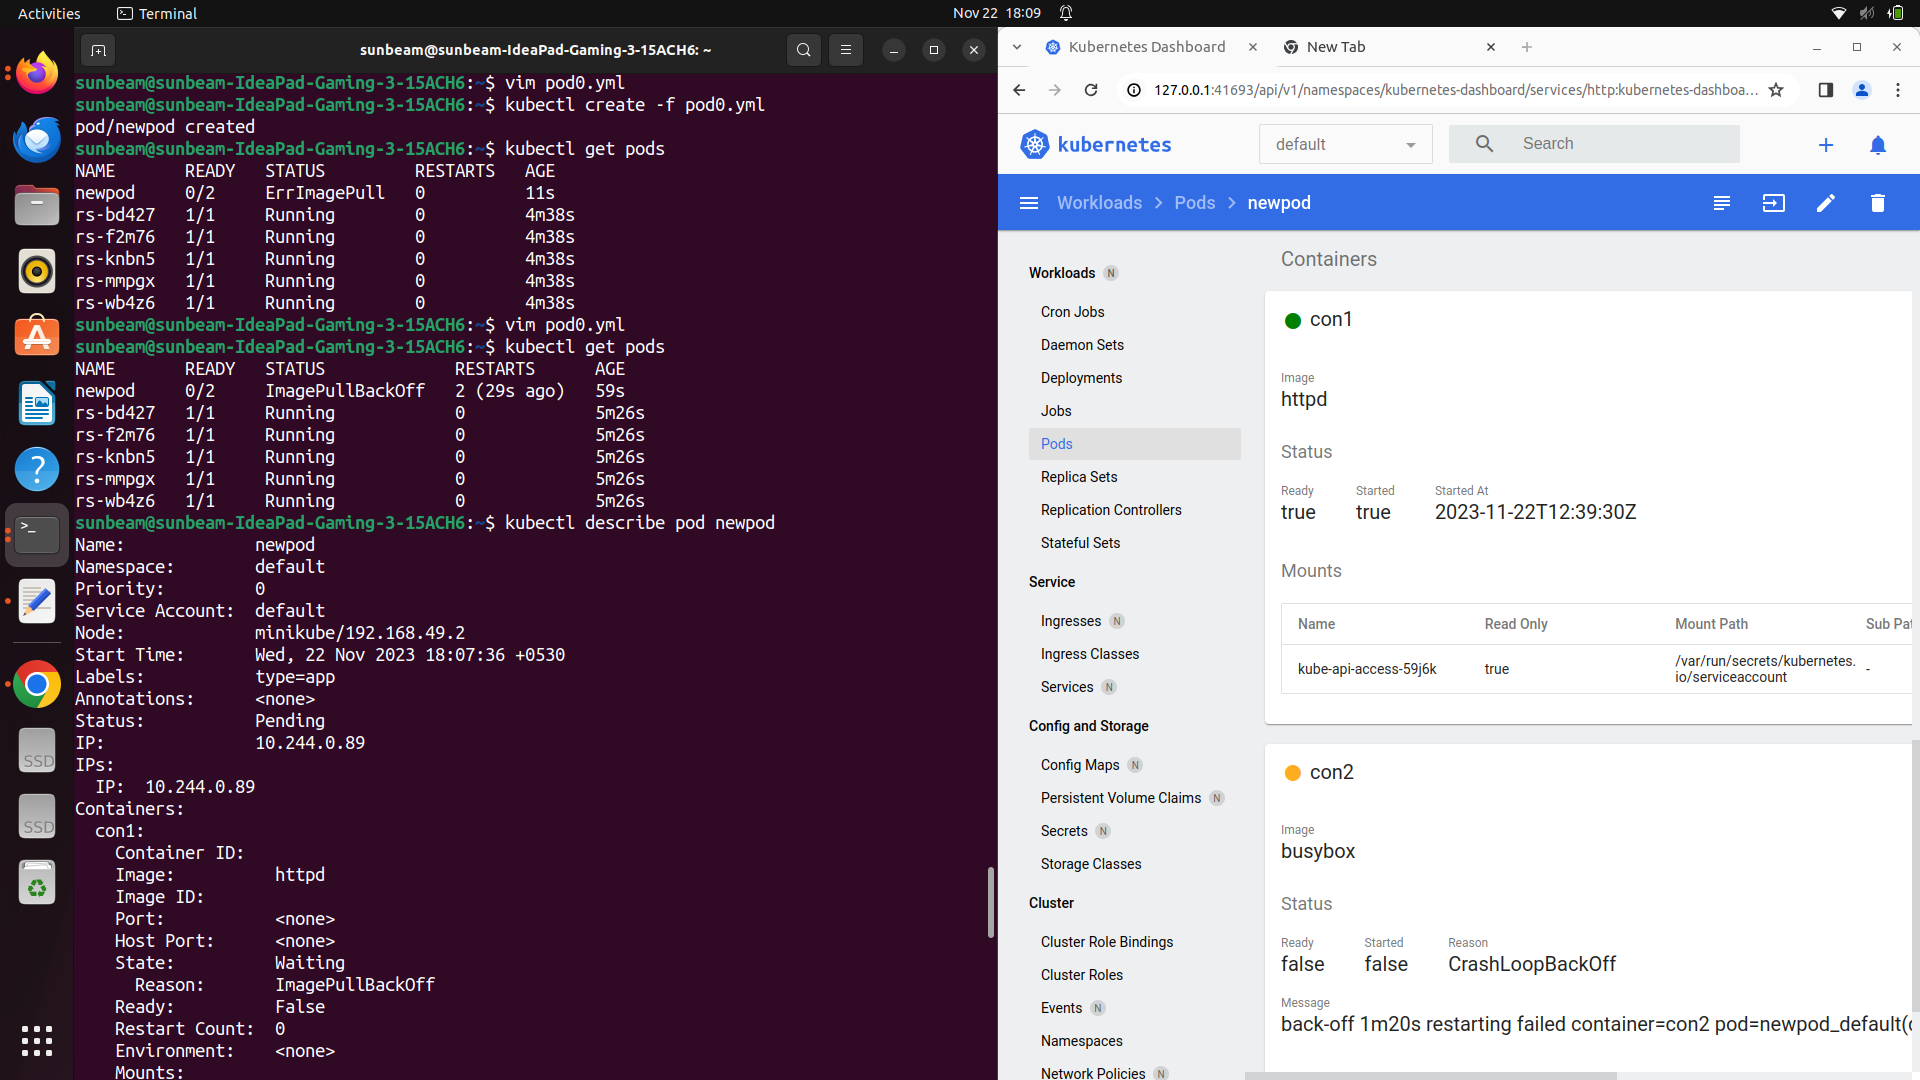 Activities
Terminal
Nov 22 18:09
sunbeam@sunbeam-IdeaPad-Gaming-3-15ACH6: ~
sunbeam@sunbeam-IdeaPad-Gaming-3-15ACH6:~$ vim pod0.yml
sunbeam@sunbeam-IdeaPad-Gaming-3-15ACH6:~$ kubectl create -f pod0.yml
pod/newpod created
sunbeam@sunbeam-IdeaPad-Gaming-3-15ACH6:~$ kubectl get pods
NAME READY STATUS RESTARTS AGE
newpod 0/2 ErrImagePull 0 11s
rs-bd427 1/1 Running 0 4m38s
rs-f2m76 1/1 Running 0 4m38s
rs-knbn5 1/1 Running 0 4m38s
rs-mmpgx 1/1 Running 0 4m38s
rs-wb4z6 1/1 Running 0 4m38s
sunbeam@sunbeam-IdeaPad-Gaming-3-15ACH6:~$ vim pod0.yml
sunbeam@sunbeam-IdeaPad-Gaming-3-15ACH6:~$ kubectl get pods
NAME READY STATUS RESTARTS AGE
newpod 0/2 ImagePullBackOff 2 (29s ago) 59s
rs-bd427 1/1 Running 0 5m26s
rs-f2m76 1/1 Running 0 5m26s
rs-knbn5 1/1 Running 0 5m26s
rs-mmpgx 1/1 Running 0 5m26s
rs-wb4z6 1/1 Running 0 5m26s
sunbeam@sunbeam-IdeaPad-Gaming-3-15ACH6:~$ kubectl describe pod newpod
Name: newpod
Namespace: default
Priority: 0
Service Account: default
Node: minikube/192.168.49.2
Start Time: Wed, 22 Nov 2023 18:07:36 +0530
Labels: type=app
Annotations: <none>
Status: Pending
IP: 10.244.0.89
IPs:
IP: 10.244.0.89
Containers:
con1:
Container ID:
Image: httpd
Image ID:
Port: <none>
Host Port: <none>
State: Waiting
Reason: ImagePullBackOff
Ready: False
Restart Count: 0
Environment: <none>
Mounts:
SSD
SSD
Kubernetes Dashboard
New Tab
127.0.0.1:41693/api/v1/namespaces/kubernetes-dashboard/services/http:kubernetes-dashboa...
kubernetes
default
Search
Workloads
Pods
newpod
Workloads N
Cron Jobs
Daemon Sets
Deployments
Jobs
Pods
Replica Sets
Replication Controllers
Stateful Sets
Service
Ingresses N
Ingress Classes
Services N
Config and Storage
Config Maps N
Persistent Volume Claims N
Secrets N
Storage Classes
Cluster
Cluster Role Bindings
Cluster Roles
Events N
Namespaces
Network Policies N
Containers
con1
Image
httpd
Status
Ready Started Started At
true true 2023-11-22T12:39:30Z
Mounts
Name Read Only Mount Path Sub Pat
kube-api-access-59j6k true /var/run/secrets/kubernetes. -
io/serviceaccount
con2
Image
busybox
Status
Ready Started Reason
false false CrashLoopBackOff
Message
back-off 1m20s restarting failed container=con2 pod=newpod_default(